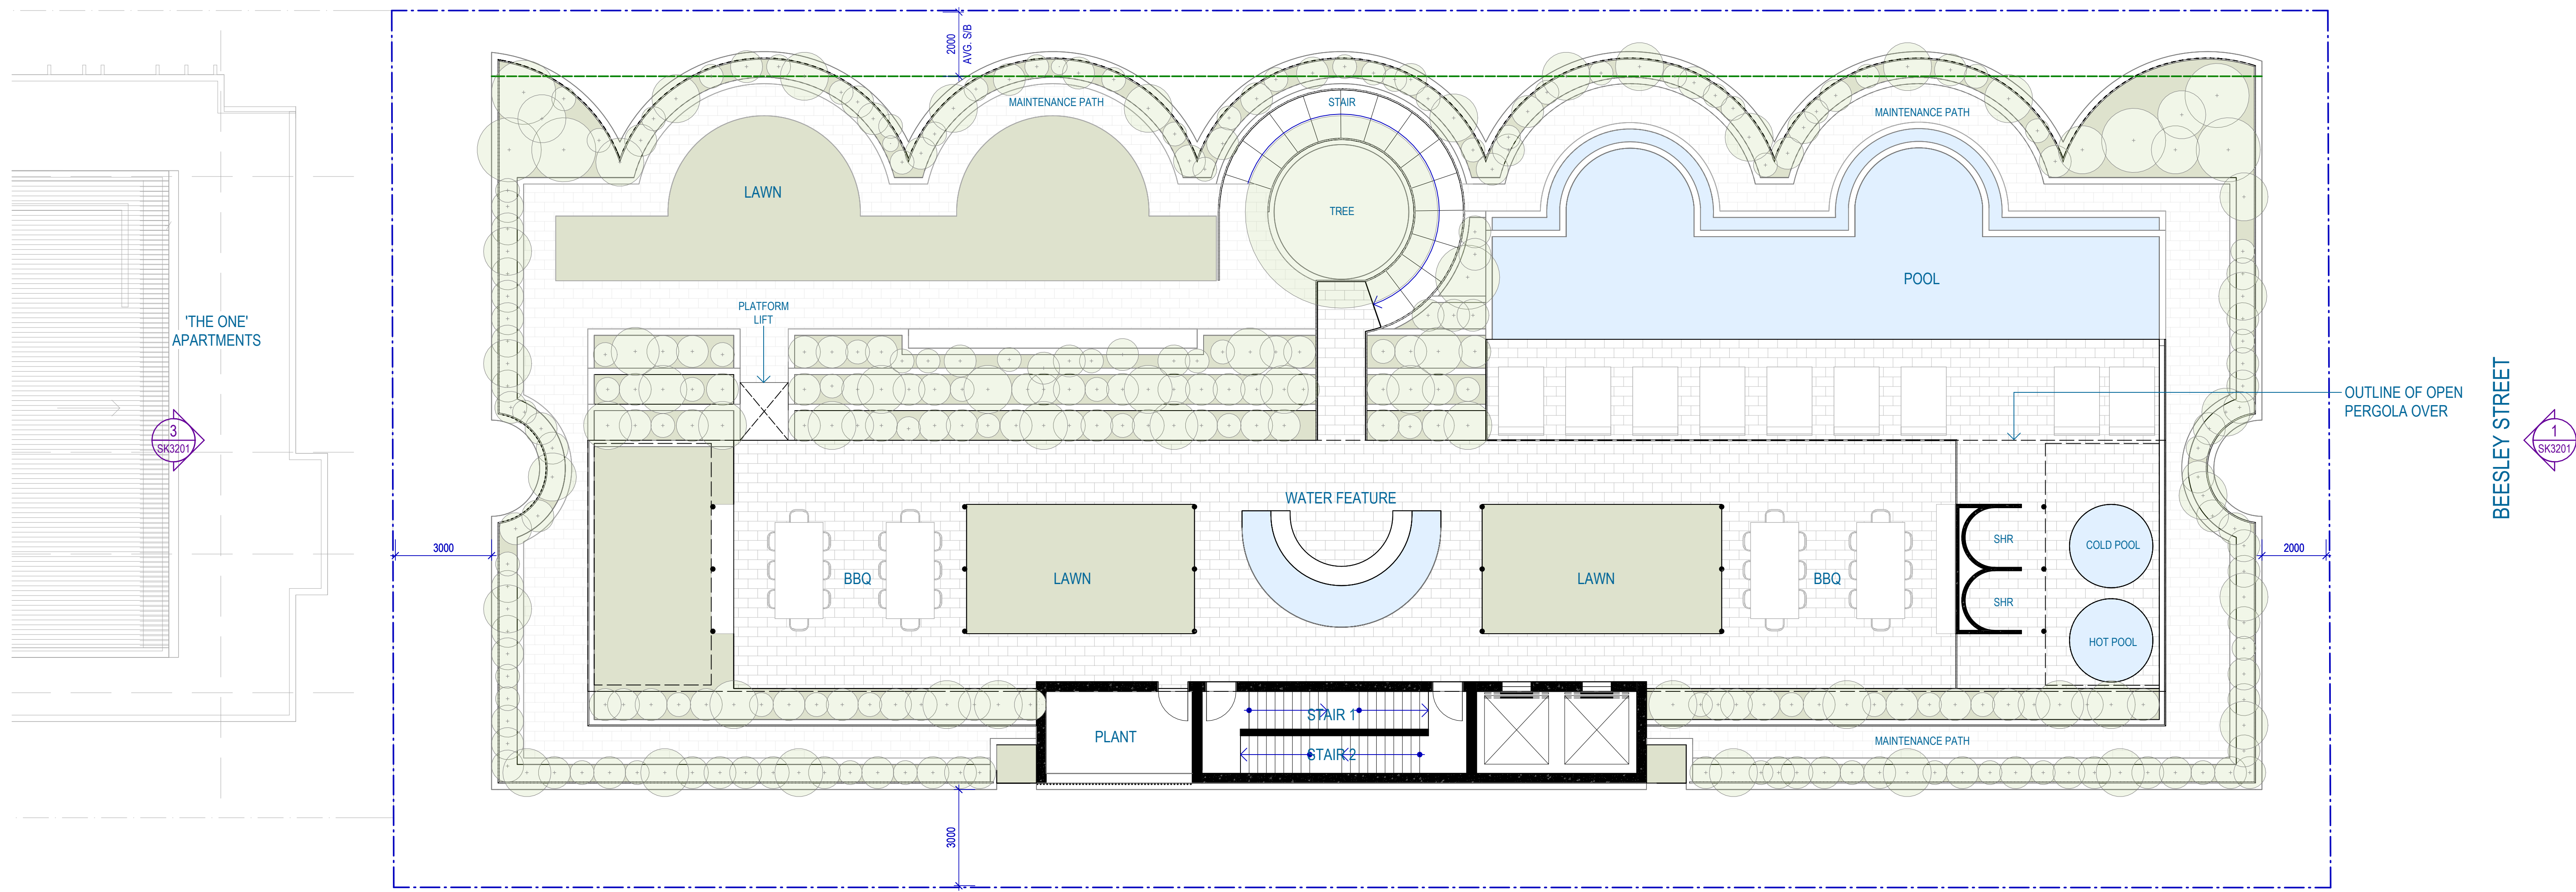 2000
AVG. S/B
MAINTENANCE PATH
STAIR
MAINTENANCE PATH
LAWN
TREE
POOL
PLATFORM
LIFT
'THE ONE'
APARTMENTS
OUTLINE OF OPEN
PERGOLA OVER
BEESLEY STREET
3
SK3201
1
SK3201
WATER FEATURE
3000
2000
SHR
COLD POOL
BBQ
LAWN
LAWN
BBQ
SHR
HOT POOL
STAIR 1
PLANT
STAIR 2
MAINTENANCE PATH
3000